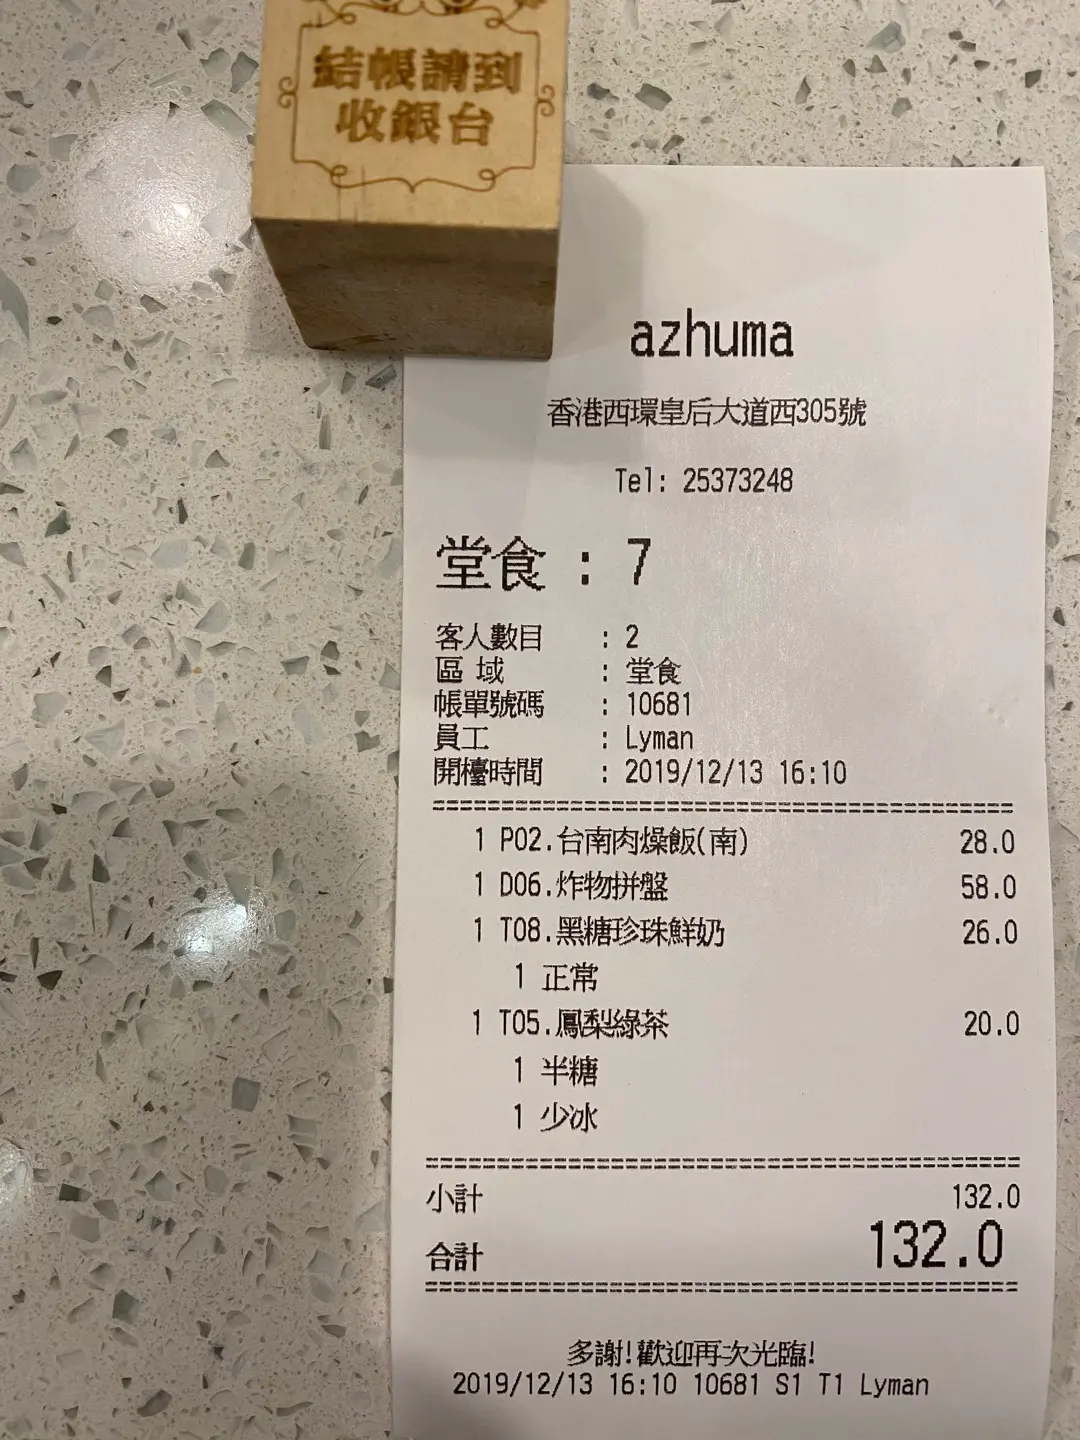 結帳請到
收銀台
azhuma
香港西環皇后大道西305號
Tel: 25373248
堂食 : 7
客人數目 : 2
區 域 : 堂食
帳單號碼 : 10681
員工 : Lyman
開檯時間 : 2019/12/13 16:10
1 P02.台南肉燥飯(南) 28.0
1 D06.炸物拼盤 58.0
1 T08.黑糖珍珠鮮奶 26.0
1 正常
1 T05.鳳梨綠茶 20.0
1 半糖
1 少冰
小計 132.0
合計 132.0
多謝!歡迎再次光臨!
2019/12/13 16:10 10681 S1 T1 Lyman